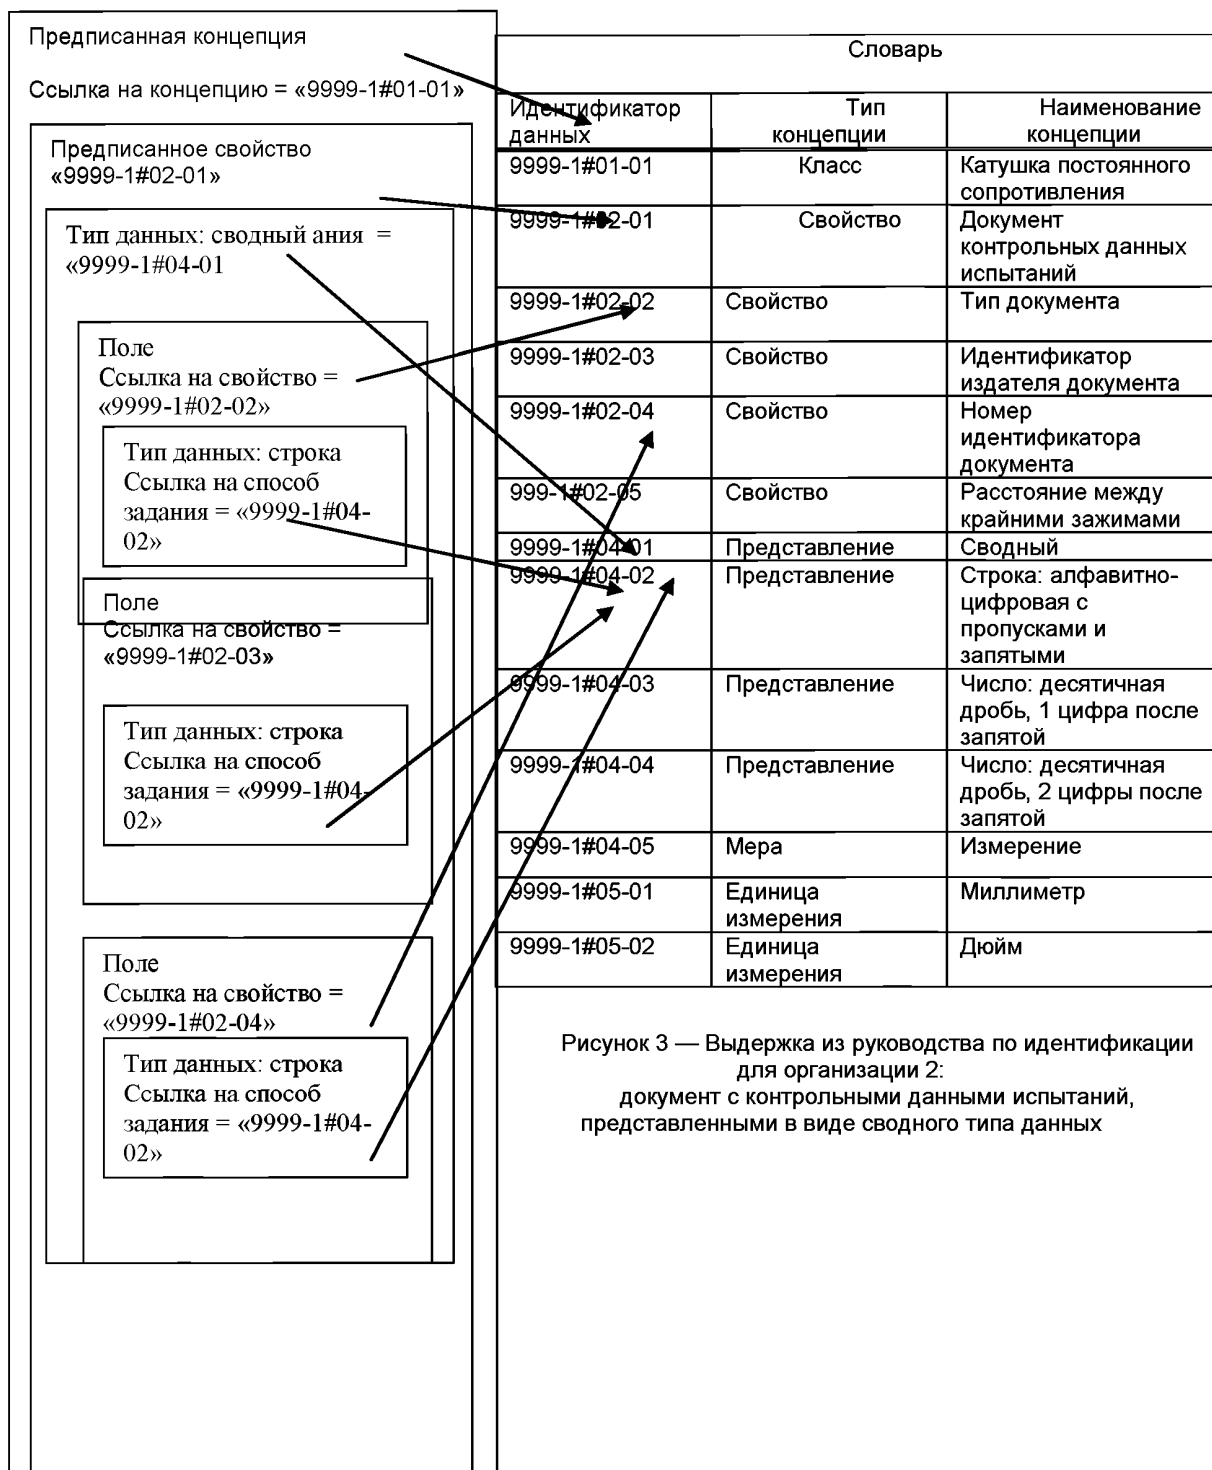 Предписанная концепция
Ссылка на концепцию = «9999-1#01-01»
Предписанное свойство
«9999-1#02-01»
Тип данных: сводный ания =
«9999-1#04-01
Поле
Ссылка на свойство =
«9999-1#02-02»
Тип данных: строка
Ссылка на способ
задания = «9999-1#04-
02»
Поле
Ссылка на свойство =
«9999-1#02-03»
Тип данных: строка
Ссылка на способ
задания = «9999-1#04-
02»
Поле
Ссылка на свойство =
«9999-1#02-04»
Тип данных: строка
Ссылка на способ
задания = «9999-1#04-
02»
Словарь
Идентификатор
данных
Тип
концепции
Наименование
концепции
9999-1#01-01
Класс
Катушка постоянного
сопротивления
9999-1#02-01
Свойство
Документ
контрольных данных
испытаний
9999-1#02-02
Свойство
Тип документа
9999-1#02-03
Свойство
Идентификатор
издателя документа
9999-1#02-04
Свойство
Номер
идентификатора
документа
999-1#02-05
Свойство
Расстояние между
крайними зажимами
9999-1#04-01
Представление
Сводный
9999-1#04-02
Представление
Строка: алфавитно-
цифровая с
пропусками и
запятыми
9999-1#04-03
Представление
Число: десятичная
дробь, 1 цифра после
запятой
9999-1#04-04
Представление
Число: десятичная
дробь, 2 цифры после
запятой
9999-1#04-05
Мера
Измерение
9999-1#05-01
Единица
измерения
Миллиметр
9999-1#05-02
Единица
измерения
Дюйм
Рисунок 3 — Выдержка из руководства по идентификации
для организации 2:
документ с контрольными данными испытаний,
представленными в виде сводного типа данных